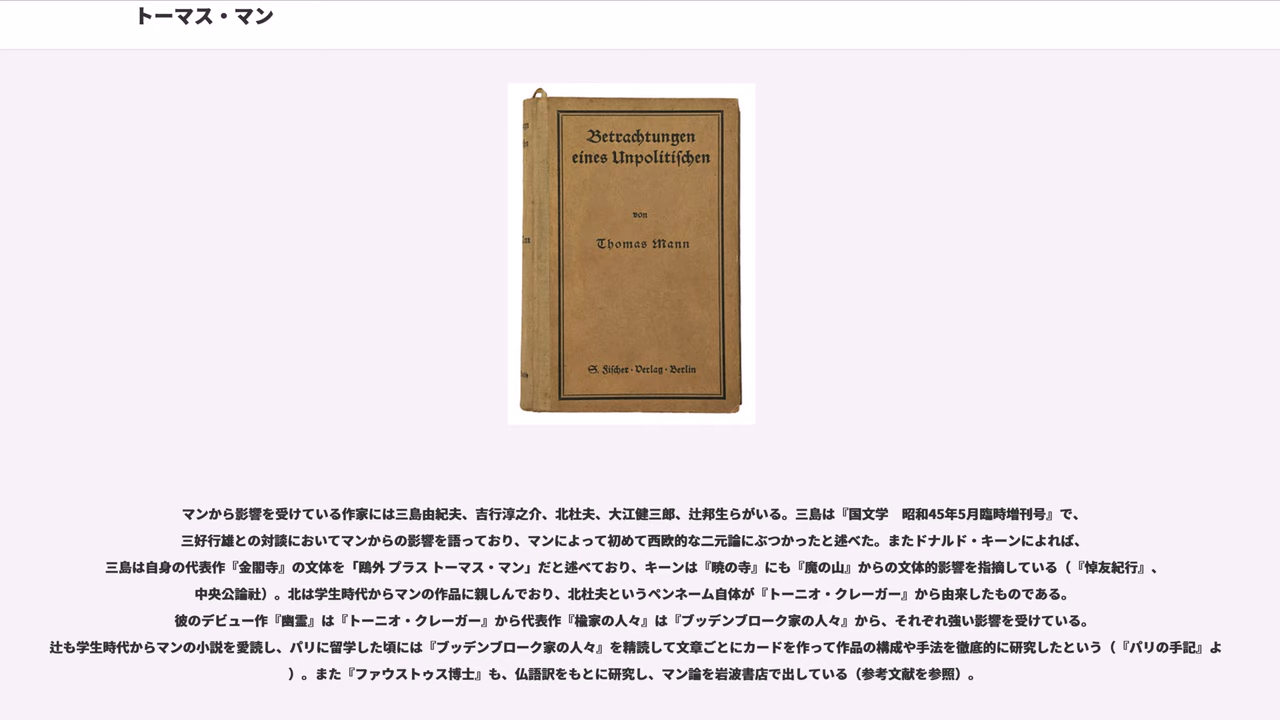 トーマス・マン
Betrachtungen
eines Unpolitischen
von
Thomas Mann
S. Fischer · Verlag · Berlin
マンから影響を受けている作家には三島由紀夫、吉行淳之介、北杜夫、大江健三郎、辻邦生らがいる。三島は『国文学　昭和45年5月臨時増刊号』で、
三好行雄との対談においてマンからの影響を語っており、マンによって初めて西欧的な二元論にぶつかったと述べた。またドナルド・キーンによれば、
三島は自身の代表作『金閣寺』の文体を「鴎外 プラス トーマス・マン」だと述べており、キーンは『暁の寺』にも『魔の山』からの文体的影響を指摘している（『悼友紀行』、
中央公論社）。北は学生時代からマンの作品に親しんでおり、北杜夫というペンネーム自体が『トーニオ・クレーガー』から由来したものである。
彼のデビュー作『幽霊』は『トーニオ・クレーガー』から代表作『楡家の人々』は『ブッデンブローク家の人々』から、それぞれ強い影響を受けている。
辻も学生時代からマンの小説を愛読し、パリに留学した頃には『ブッデンブローク家の人々』を精読して文章ごとにカードを作って作品の構成や手法を徹底的に研究したという（『パリの手記』よ
）。また『ファウストゥス博士』も、仏語訳をもとに研究し、マン論を岩波書店で出している（参考文献を参照）。